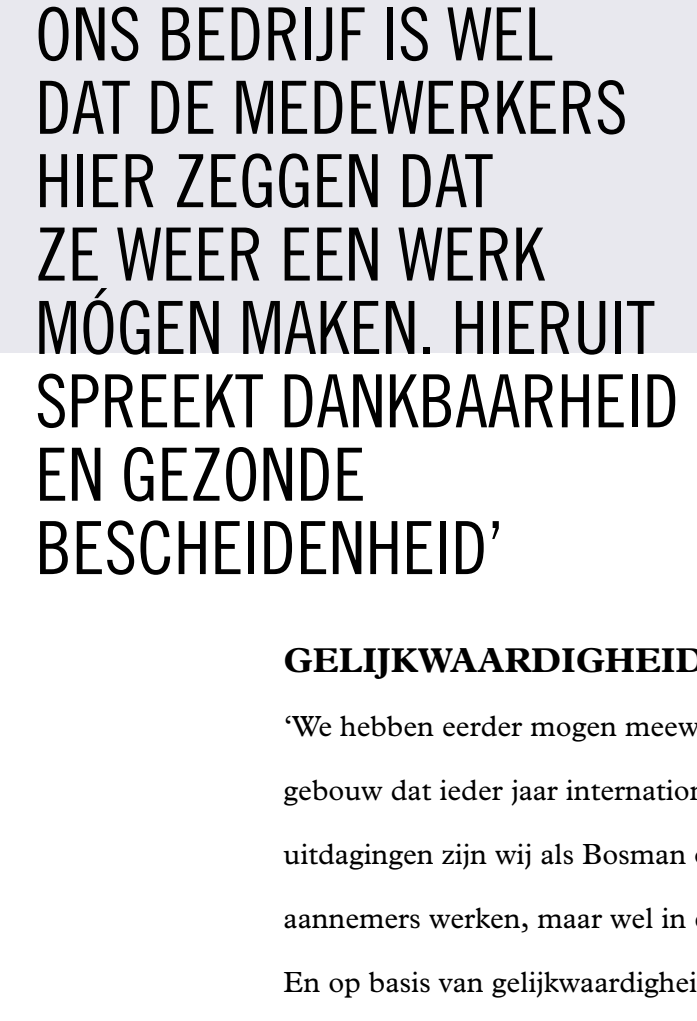 ONS BEDRIJF IS WEL
DAT DE MEDEWERKERS
HIER ZEGGEN DAT
ZE WEER EEN WERK
MÓGEN MAKEN. HIERUIT
SPREEKT DANKBAARHEID
EN GEZONDE
BESCHEIDENHEID’
GELIJKWAARDIGHEID
‘We hebben eerder mogen
gebouw dat ieder jaar
uitdagingen zijn wij als Bosman
aannemers werken, maar wel in
En op basis van